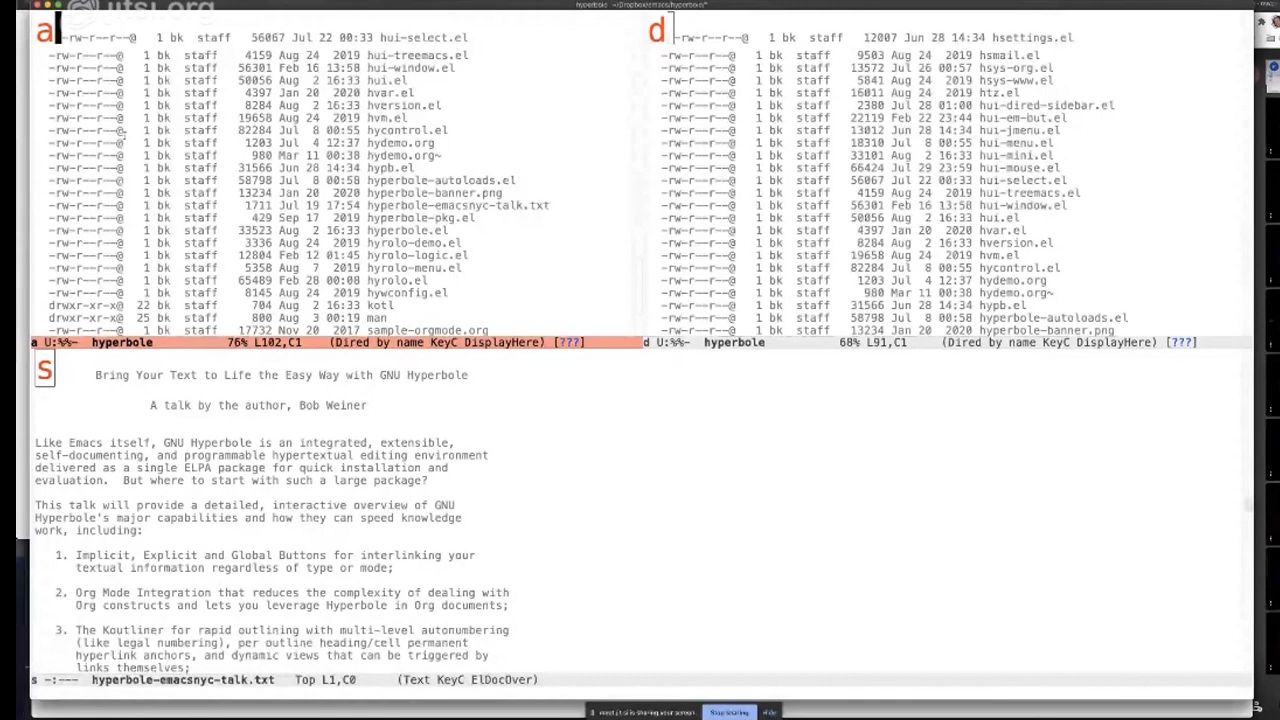 jitsi.org
hyperbole ~/Dropbox/emacs/hyperbole/*
a -rw-r--r--@ 1 bk staff 56067 Jul 22 00:33 hui-select.el
-rw-r--r--@ 1 bk staff 4159 Aug 24 2019 hui-treemacs.el
-rw-r--r--@ 1 bk staff 56301 Feb 16 13:58 hui-window.el
-rw-r--r--@ 1 bk staff 50056 Aug 2 16:33 hui.el
-rw-r--r--@ 1 bk staff 4397 Jan 20 2020 hvar.el
-rw-r--r--@ 1 bk staff 8284 Aug 2 16:33 hversion.el
-rw-r--r--@ 1 bk staff 19658 Aug 24 2019 hvm.el
-rw-r--r--@ 1 bk staff 82284 Jul 8 00:55 hycontrol.el
-rw-r--r--@ 1 bk staff 1203 Jul 4 12:37 hydemo.org
-rw-r--r--@ 1 bk staff 980 Mar 11 00:38 hydemo.org~
-rw-r--r--@ 1 bk staff 31566 Jun 28 14:34 hypb.el
-rw-r--r--@ 1 bk staff 58798 Jul 8 00:58 hyperbole-autoloads.el
-rw-r--r--@ 1 bk staff 13234 Jan 20 2020 hyperbole-banner.png
-rw-r--r--@ 1 bk staff 1711 Jul 19 17:54 hyperbole-emacsnyc-talk.txt
-rw-r--r--@ 1 bk staff 429 Sep 17 2019 hyperbole-pkg.el
-rw-r--r--@ 1 bk staff 33523 Aug 2 16:33 hyperbole.el
-rw-r--r--@ 1 bk staff 3336 Aug 24 2019 hyrolo-demo.el
-rw-r--r--@ 1 bk staff 12804 Feb 12 01:45 hyrolo-logic.el
-rw-r--r--@ 1 bk staff 5358 Aug 7 2019 hyrolo-menu.el
-rw-r--r--@ 1 bk staff 65489 Feb 28 00:08 hyrolo.el
-rw-r--r--@ 1 bk staff 8145 Aug 24 2019 hywconfig.el
drwxr-xr-x@ 22 bk staff 704 Aug 2 16:33 kotl
drwxr-xr-x@ 25 bk staff 800 Aug 3 00:19 man
-rw-r--r--@ 1 bk staff 17732 Nov 20 2017 sample-orgmode.org
a U:%%- hyperbole 76% L102,C1 (Dired by name KeyC DisplayHere) [???]
d -rw-r--r--@ 1 bk staff 12007 Jun 28 14:34 hsettings.el
-rw-r--r--@ 1 bk staff 9503 Aug 24 2019 hsmail.el
-rw-r--r--@ 1 bk staff 13572 Jul 26 00:57 hsys-org.el
-rw-r--r--@ 1 bk staff 5841 Aug 24 2019 hsys-www.el
-rw-r--r--@ 1 bk staff 16011 Aug 24 2019 htz.el
-rw-r--r--@ 1 bk staff 2380 Jul 28 01:00 hui-dired-sidebar.el
-rw-r--r--@ 1 bk staff 22119 Feb 22 23:44 hui-em-but.el
-rw-r--r--@ 1 bk staff 13012 Jun 28 14:34 hui-jmenu.el
-rw-r--r--@ 1 bk staff 18310 Jul 8 00:55 hui-menu.el
-rw-r--r--@ 1 bk staff 33101 Aug 2 16:33 hui-mini.el
-rw-r--r--@ 1 bk staff 66424 Jul 29 23:59 hui-mouse.el
-rw-r--r--@ 1 bk staff 56067 Jul 22 00:33 hui-select.el
-rw-r--r--@ 1 bk staff 4159 Aug 24 2019 hui-treemacs.el
-rw-r--r--@ 1 bk staff 56301 Feb 16 13:58 hui-window.el
-rw-r--r--@ 1 bk staff 50056 Aug 2 16:33 hui.el
-rw-r--r--@ 1 bk staff 4397 Jan 20 2020 hvar.el
-rw-r--r--@ 1 bk staff 8284 Aug 2 16:33 hversion.el
-rw-r--r--@ 1 bk staff 19658 Aug 24 2019 hvm.el
-rw-r--r--@ 1 bk staff 82284 Jul 8 00:55 hycontrol.el
-rw-r--r--@ 1 bk staff 1203 Jul 4 12:37 hydemo.org
-rw-r--r--@ 1 bk staff 980 Mar 11 00:38 hydemo.org~
-rw-r--r--@ 1 bk staff 31566 Jun 28 14:34 hypb.el
-rw-r--r--@ 1 bk staff 58798 Jul 8 00:58 hyperbole-autoloads.el
-rw-r--r--@ 1 bk staff 13234 Jan 20 2020 hyperbole-banner.png
d U:%%- hyperbole 68% L91,C1 (Dired by name KeyC DisplayHere) [???]
s Bring Your Text to Life the Easy Way with GNU Hyperbole
A talk by the author, Bob Weiner
Like Emacs itself, GNU Hyperbole is an integrated, extensible,
self-documenting, and programmable hypertextual editing environment
delivered as a single ELPA package for quick installation and
evaluation. But where to start with such a large package?
This talk will provide a detailed, interactive overview of GNU
Hyperbole's major capabilities and how they can speed knowledge
work, including:
1. Implicit, Explicit and Global Buttons for interlinking your
textual information regardless of type or mode;
2. Org Mode Integration that reduces the complexity of dealing with
Org constructs and lets you leverage Hyperbole in Org documents;
3. The Koutliner for rapid outlining with multi-level autonumbering
(like legal numbering), per outline heading/cell permanent
hyperlink anchors, and dynamic views that can be triggered by
links themselves;
s -:--- hyperbole-emacsnyc-talk.txt Top L1,C0 (Text KeyC ElDocOver)
meet.jit.si is sharing your screen. Stop sharing Hide